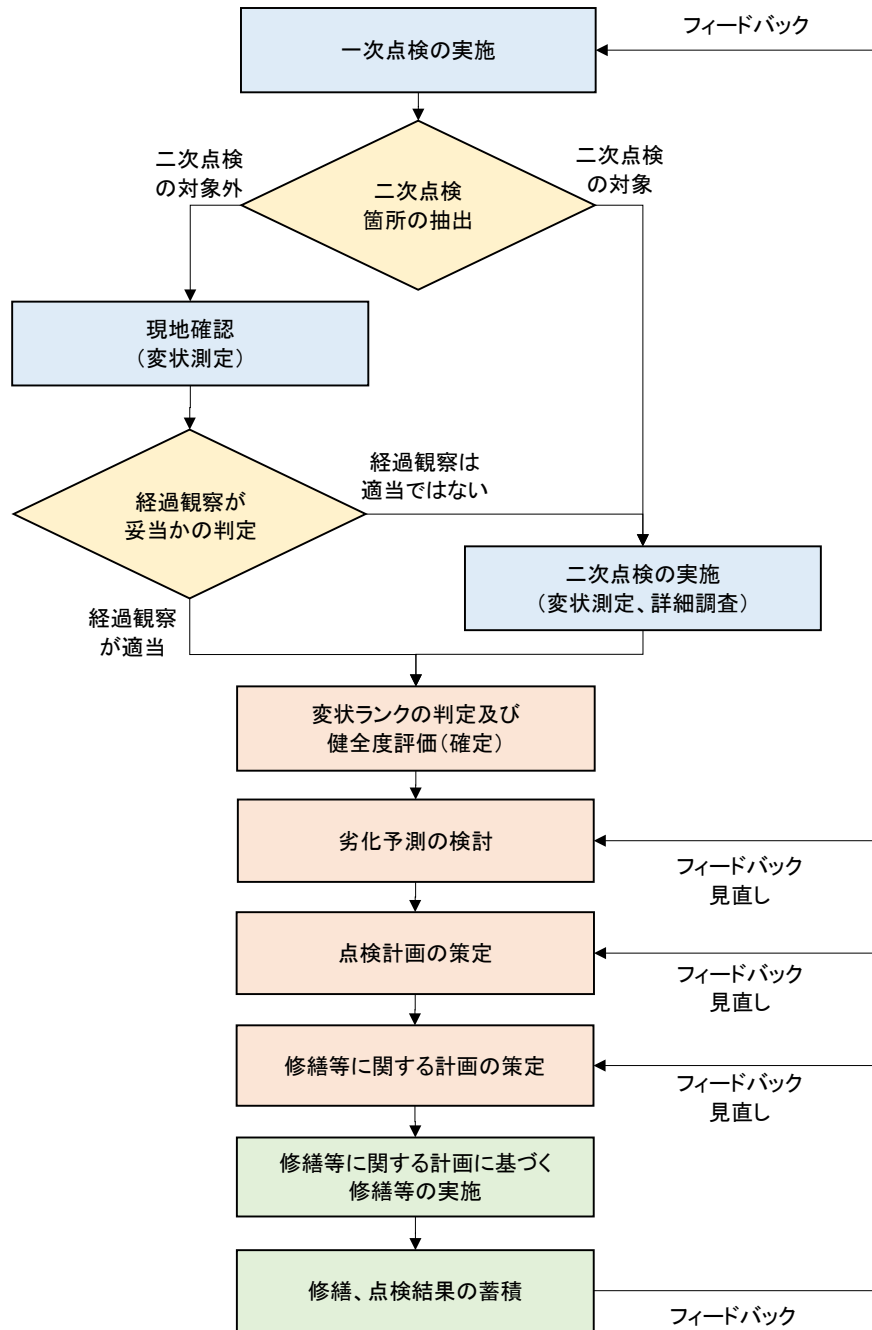 フィードバック
一次点検の実施
二次点検
の対象外
二次点検
の対象
二次点検
箇所の抽出
現地確認
（変状測定）
経過観察は
適当ではない
経過観察が
妥当かの判定
二次点検の実施
（変状測定、詳細調査）
経過観察
が適当
変状ランクの判定及び
健全度評価（確定）
劣化予測の検討
フィードバック
見直し
点検計画の策定
フィードバック
見直し
修繕等に関する計画の策定
フィードバック
見直し
修繕等に関する計画に基づく
修繕等の実施
修繕、点検結果の蓄積
フィードバック